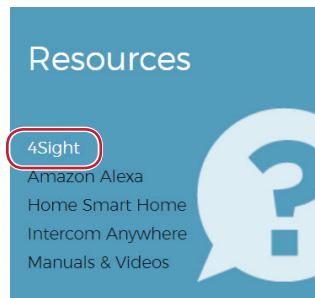 Resources
4Sight
Amazon Alexa
Home Smart Home
Intercom Anywhere
Manuals & Videos